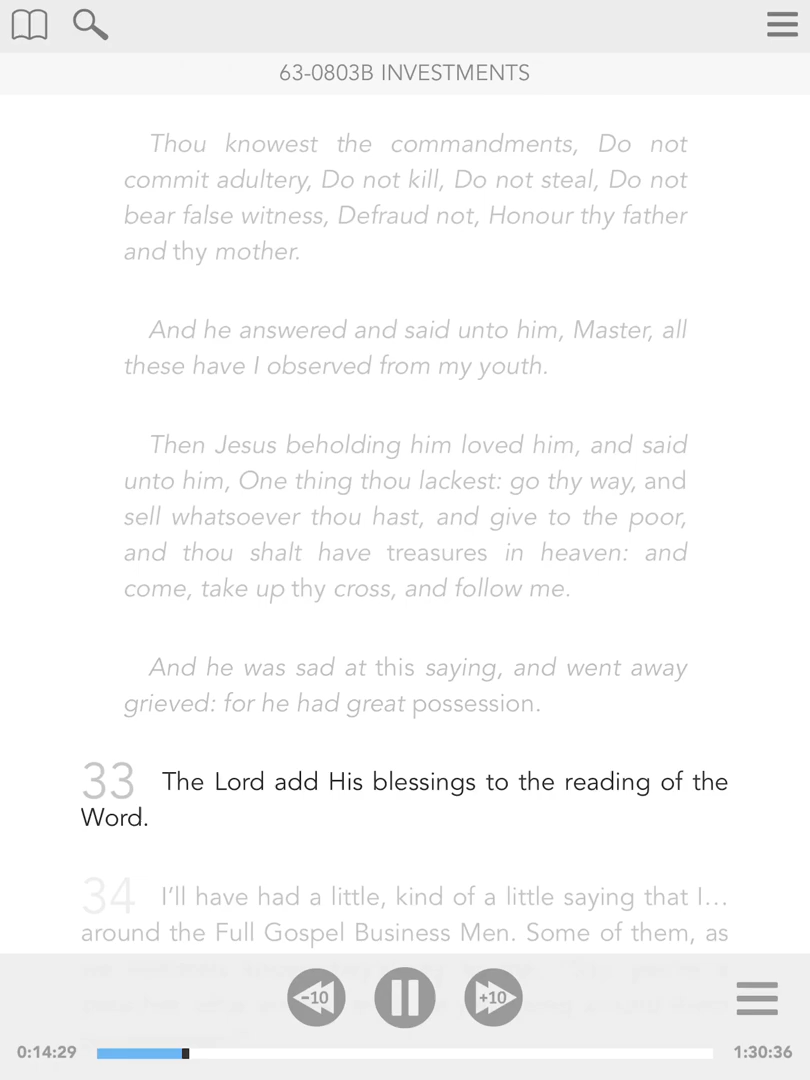 63-0803B INVESTMENTS
Thou knowest the commandments, Do not
commit adultery, Do not kill, Do not steal, Do not
bear false witness, Defraud not, Honour thy father
and thy mother.
And he answered and said unto him, Master, all
these have I observed from my youth.
Then Jesus beholding him loved him, and said
unto him, One thing thou lackest: go thy way, and
sell whatsoever thou hast, and give to the poor,
and thou shalt have treasures in heaven: and
come, take up thy cross, and follow me.
And he was sad at this saying, and went away
grieved: for he had great possession.
33 The Lord add His blessings to the reading of the
Word.
34 I’ll have had a little, kind of a little saying that I…
around the Full Gospel Business Men. Some of them, as
-10 +10
0:14:29 1:30:36